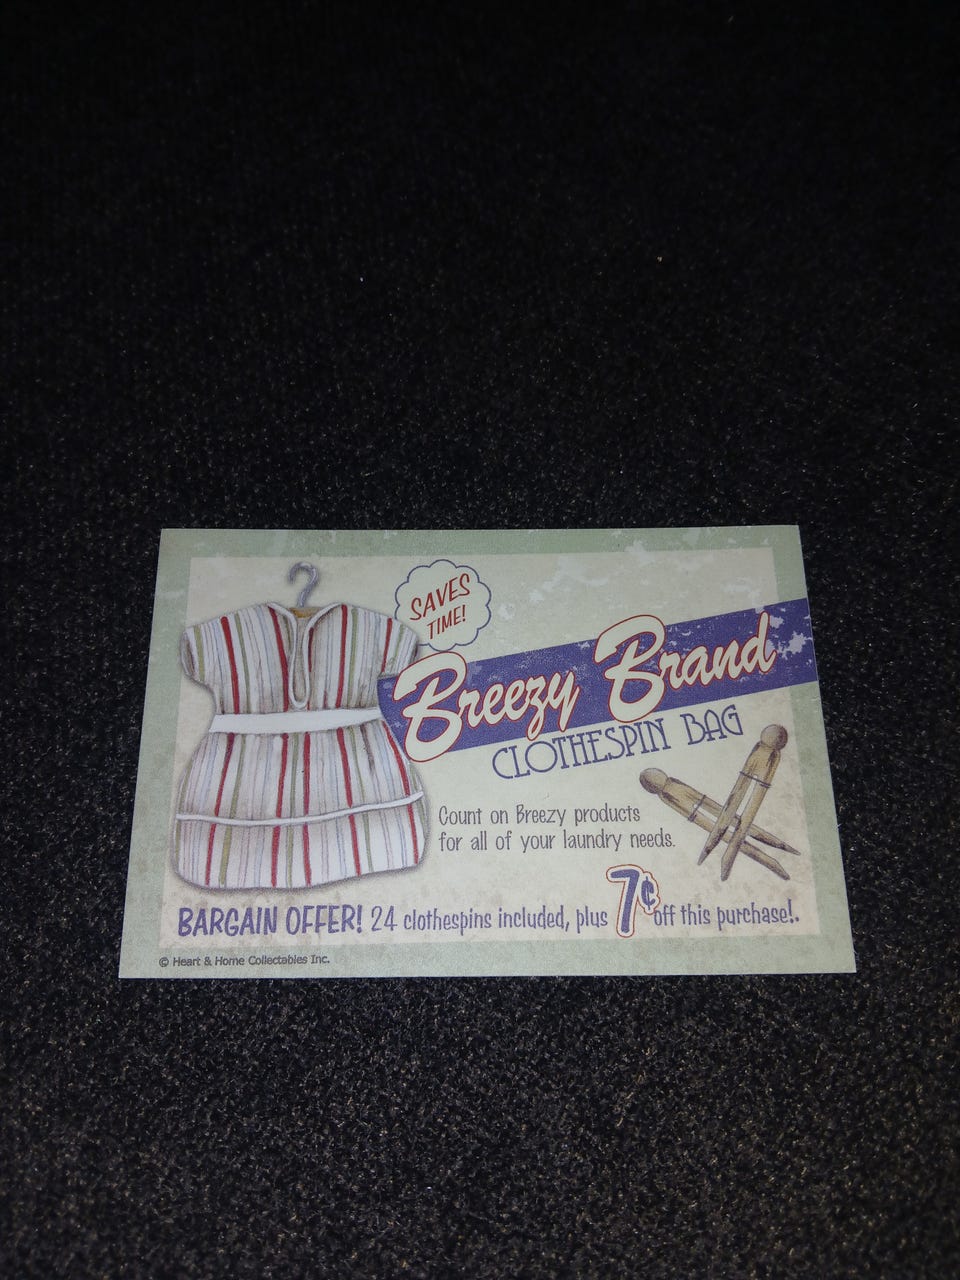 SAVES
TIME!
Breezy Brand
CLOTHESPIN BAG
Count on Breezy products
for all of your laundry needs.
BARGAIN OFFER! 24 clothespins included, plus 7¢ off this purchase!.
© Heart & Home Collectables Inc.